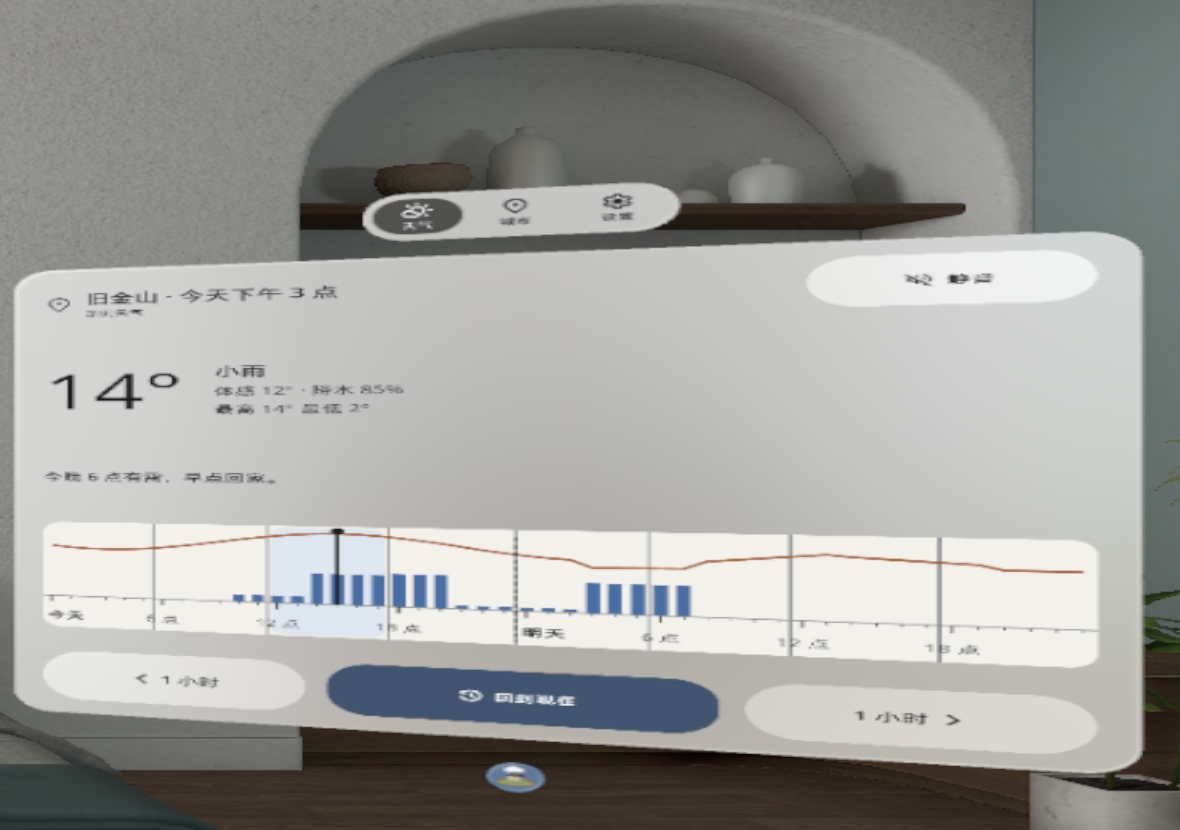 天气
城市
设置
旧金山 · 今天下午 3 点
静音
14°
小雨
体感 12° · 降水 85%
最高 14° 最低 2°
今晚 6 点有雨，早点回家。
今天
6 点
12 点
18 点
明天
6 点
12 点
18 点
1 小时
回到现在
1 小时